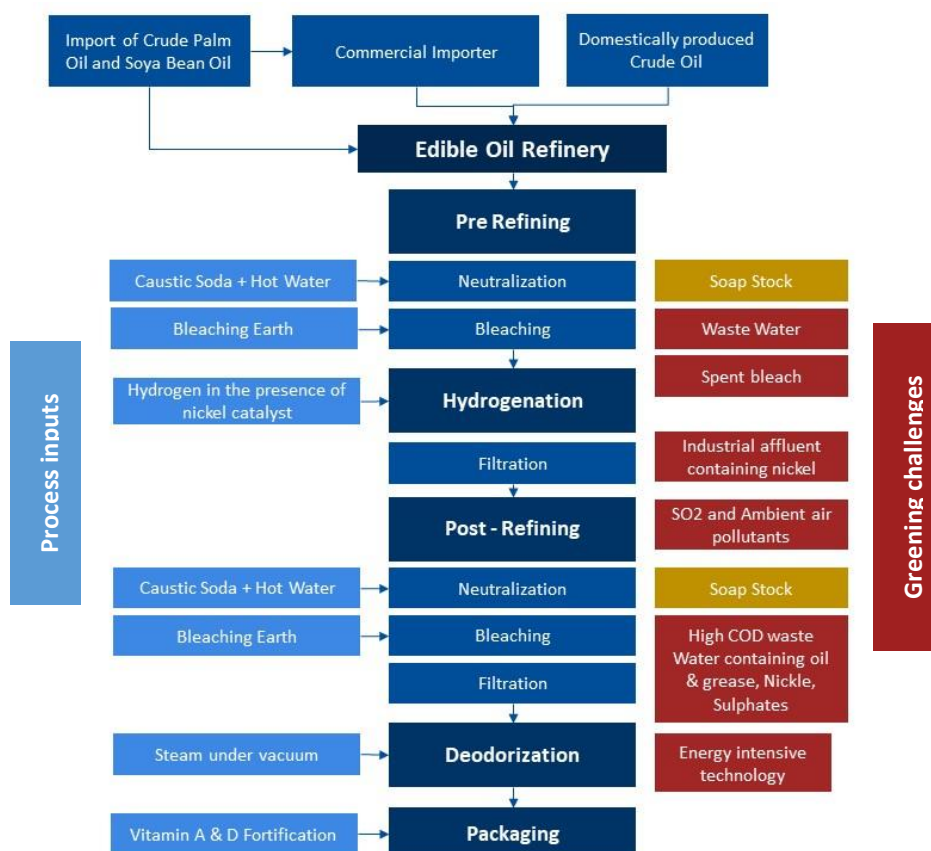 Import of Crude Palm
Oil and Soya Bean Oil
Commercial Importer
Domestically produced
Crude Oil
Edible Oil Refinery
Pre Refining
Caustic Soda + Hot Water
Neutralization
Soap Stock
Bleaching Earth
Bleaching
Waste Water
Spent bleach
Hydrogen in the presence of
nickel catalyst
Hydrogenation
Filtration
Industrial affluent
containing nickel
Post - Refining
SO2 and Ambient air
pollutants
Caustic Soda + Hot Water
Neutralization
Soap Stock
Bleaching Earth
Bleaching
Filtration
High COD waste
Water containing oil
& grease, Nickle,
Sulphates
Steam under vacuum
Deodorization
Energy intensive
technology
Vitamin A & D Fortification
Packaging
Process inputs
Greening challenges